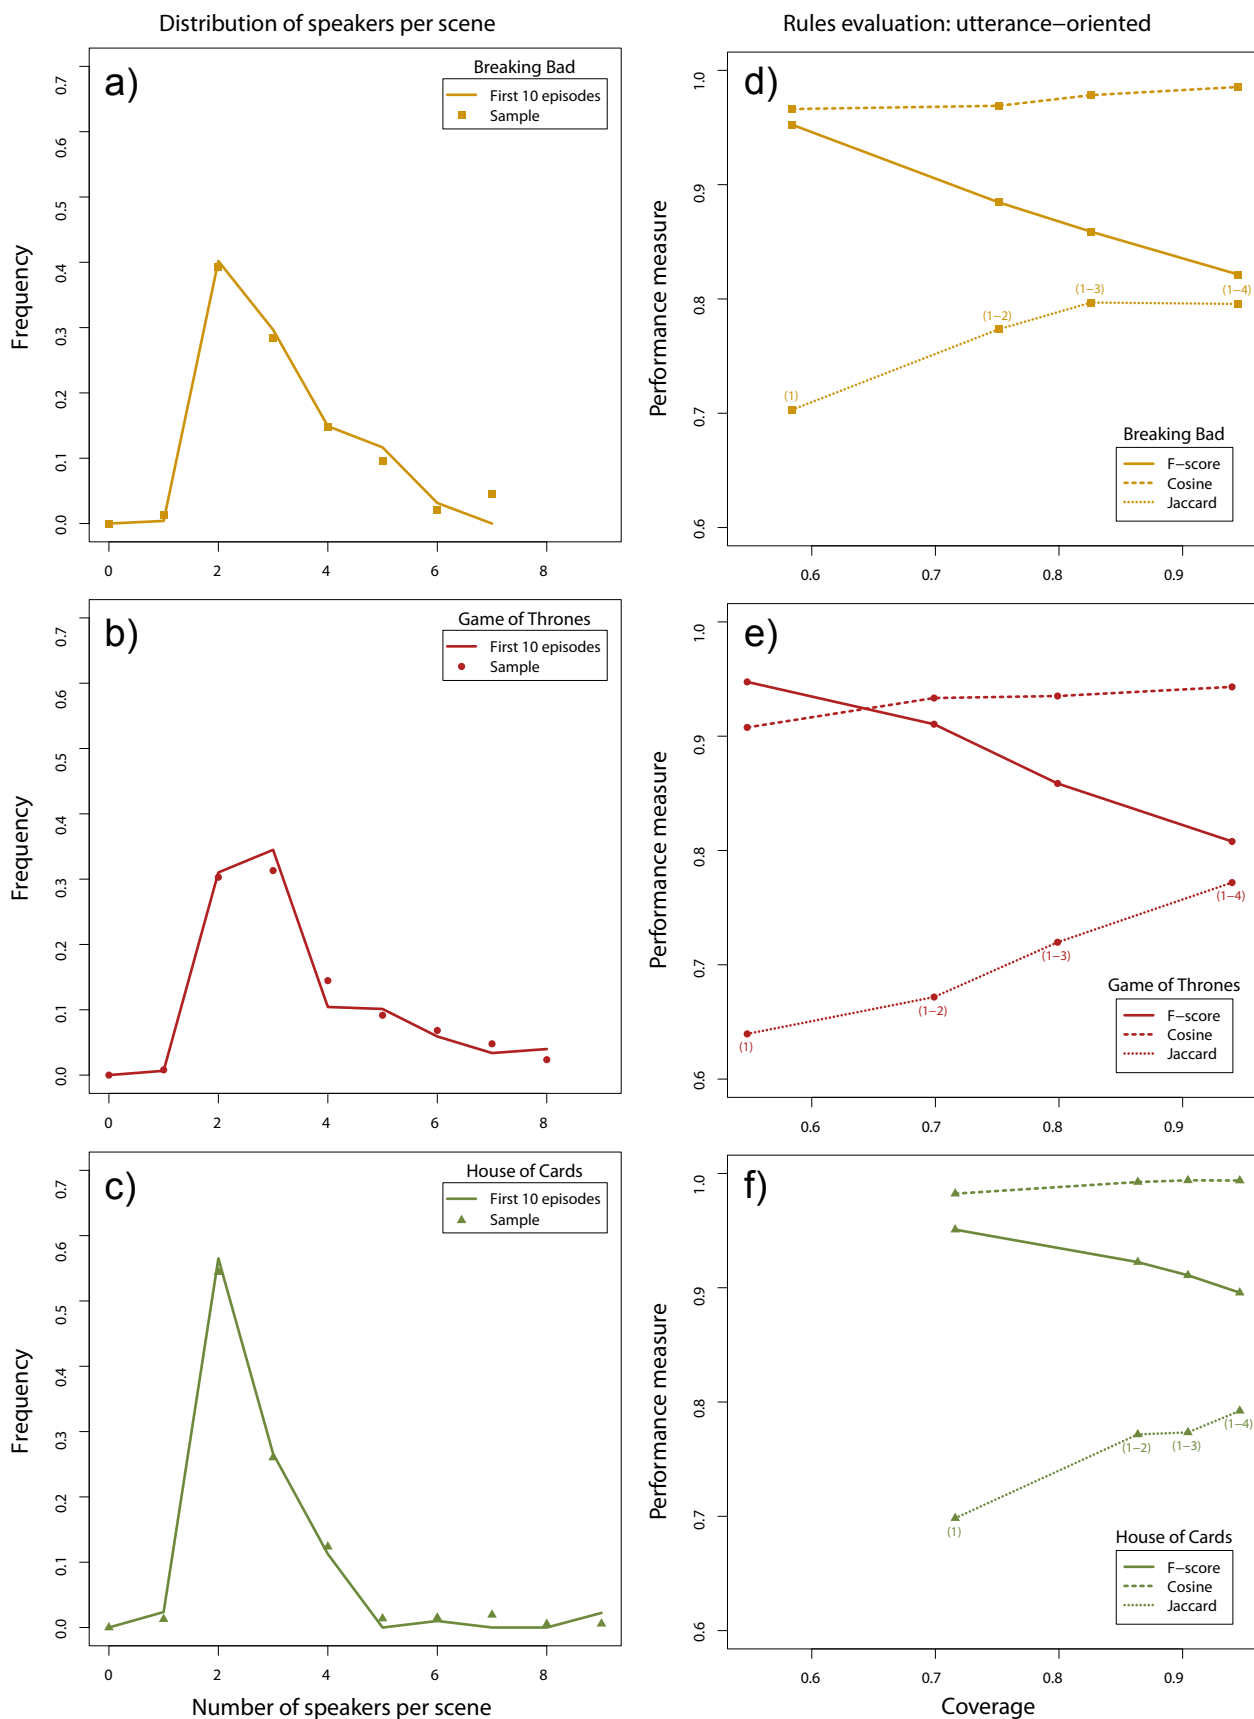 Distribution of speakers per scene
Rules evaluation: utterance−oriented
a)
Breaking Bad
First 10 episodes
Sample
Frequency
0.0
0.1
0.2
0.3
0.4
0.5
0.6
0.7
0
2
4
6
8
d)
Performance measure
0.6
0.7
0.8
0.9
1.0
(1)
(1−2)
(1−3)
(1−4)
Breaking Bad
F−score
Cosine
Jaccard
0.6
0.7
0.8
0.9
b)
Game of Thrones
First 10 episodes
Sample
Frequency
0.0
0.1
0.2
0.3
0.4
0.5
0.6
0.7
0
2
4
6
8
e)
Performance measure
0.6
0.7
0.8
0.9
1.0
(1)
(1−2)
(1−3)
(1−4)
Game of Thrones
F−score
Cosine
Jaccard
0.6
0.7
0.8
0.9
c)
House of Cards
First 10 episodes
Sample
Frequency
0.0
0.1
0.2
0.3
0.4
0.5
0.6
0.7
0
2
4
6
8
Number of speakers per scene
f)
Performance measure
0.6
0.7
0.8
0.9
1.0
(1)
(1−2)
(1−3)
(1−4)
House of Cards
F−score
Cosine
Jaccard
0.6
0.7
0.8
0.9
Coverage